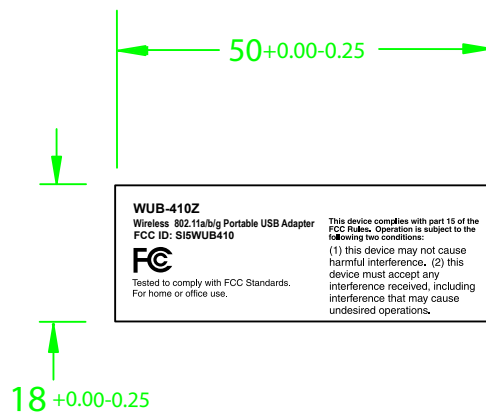 50+0.00-0.25
WUB-410Z
Wireless 802.11a/b/g Portable USB Adapter
FCC ID: SI5WUB410
FC
Tested to comply with FCC Standards.
For home or office use.
This device complies with part 15 of the
FCC Rules. Operation is subject to the
following two conditions:
(1) this device may not cause
harmful interference. (2) this
device must accept any
interference received, including
interference that may cause
undesired operations.
18 +0.00-0.25